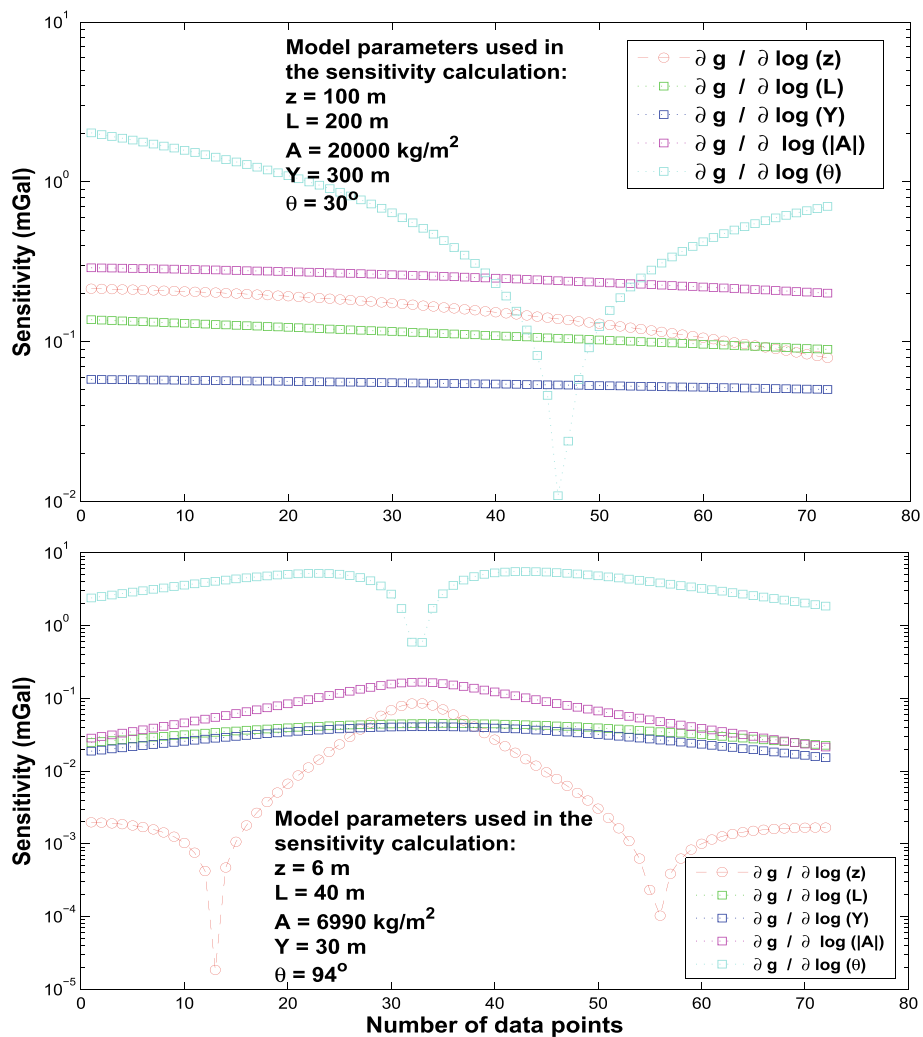 10^1
10^0
10^-1
10^-2
Sensitivity (mGal)
Model parameters used in
the sensitivity calculation:
z = 100 m
L = 200 m
A = 20000 kg/m^2
Y = 300 m
θ = 30^o
∂ g / ∂ log (z)
∂ g / ∂ log (L)
∂ g / ∂ log (Y)
∂ g / ∂ log (|A|)
∂ g / ∂ log (θ)
0 10 20 30 40 50 60 70 80
10^1
10^0
10^-1
10^-2
10^-3
10^-4
10^-5
Sensitivity (mGal)
Model parameters used in the
sensitivity calculation:
z = 6 m
L = 40 m
A = 6990 kg/m^2
Y = 30 m
θ = 94^o
∂ g / ∂ log (z)
∂ g / ∂ log (L)
∂ g / ∂ log (Y)
∂ g / ∂ log (|A|)
∂ g / ∂ log (θ)
0 10 20 30 40 50 60 70 80
Number of data points